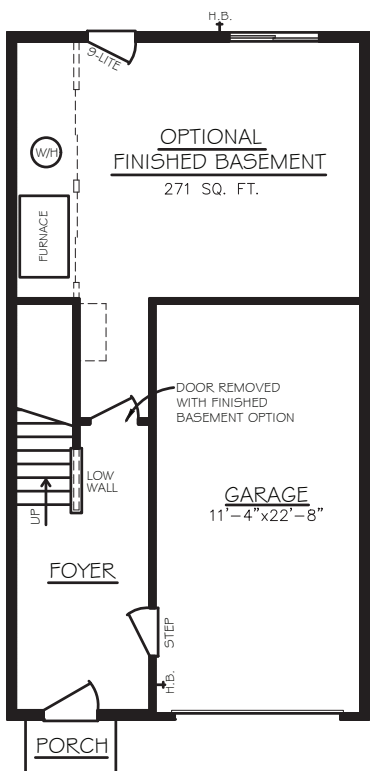 H.B.
9-LITE
W/H
OPTIONAL
FINISHED BASEMENT
271 SQ. FT.
FURNACE
DOOR REMOVED
WITH FINISHED
BASEMENT OPTION
LOW
WALL
UP
GARAGE
11'-4"x22'-8"
FOYER
STEP
H.B.
PORCH